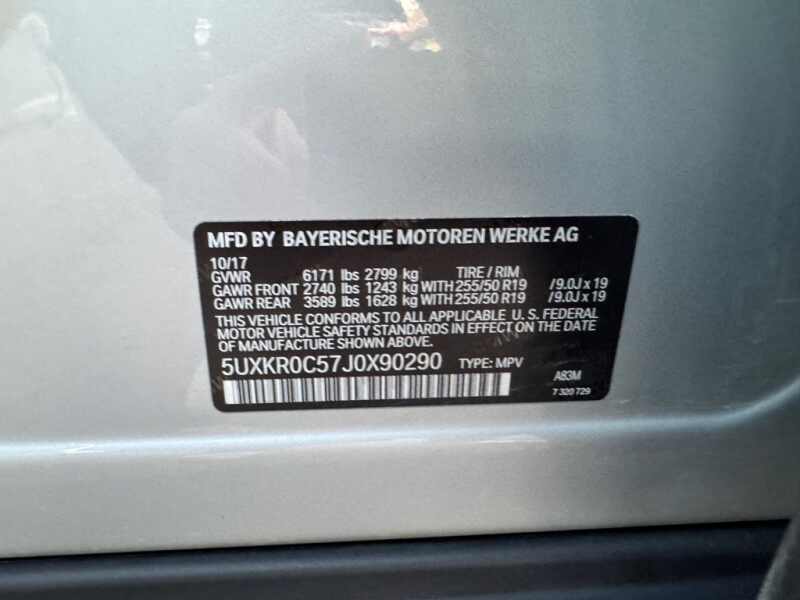 MFD BY BAYERISCHE MOTOREN WERKE AG
10/17
GVWR 6171 lbs 2799 kg TIRE / RIM
GAWR FRONT 2740 lbs 1243 kg WITH 255/50 R19 /9.0J x 19
GAWR REAR 3589 lbs 1628 kg WITH 255/50 R19 /9.0J x 19
THIS VEHICLE CONFORMS TO ALL APPLICABLE U. S. FEDERAL
MOTOR VEHICLE SAFETY STANDARDS IN EFFECT ON THE DATE
OF MANUFACTURE SHOWN ABOVE.
5UXKR0C57J0X90290 TYPE: MPV
A83M
7 320 729